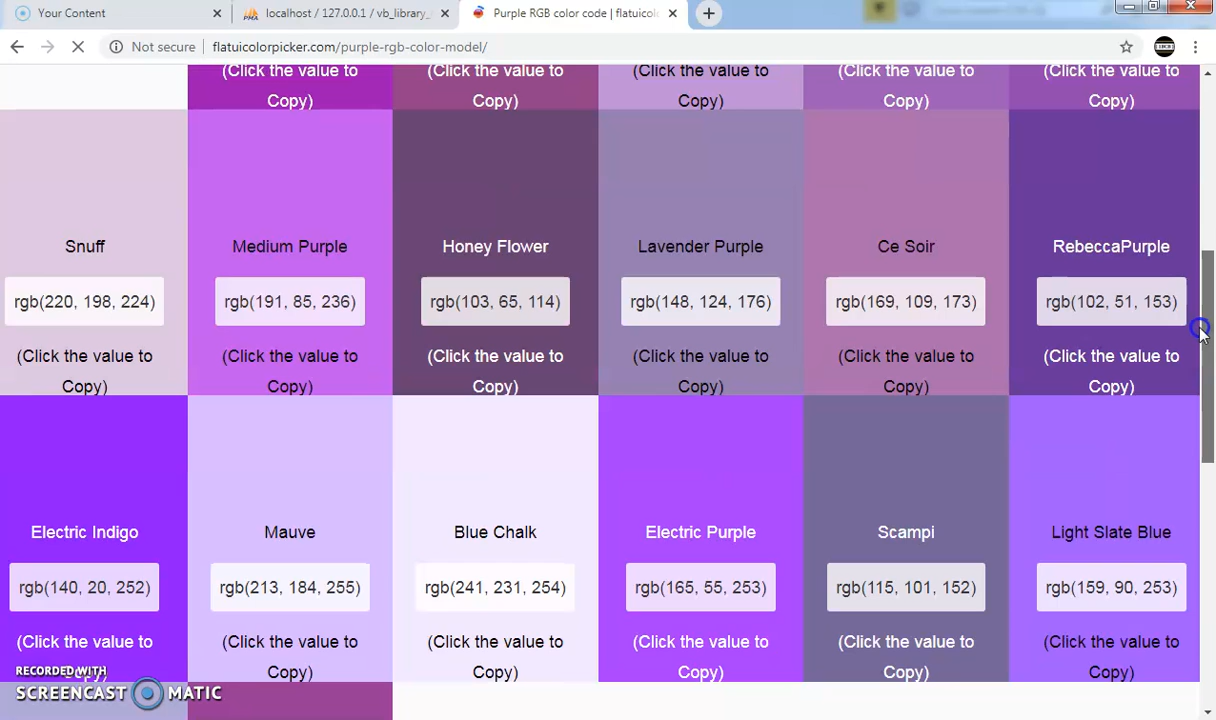 Your Content
localhost / 127.0.0.1 / vb_library_
Purple RGB color code | flatuicolo
Not secure
flatuicolorpicker.com/purple-rgb-color-model/
(Click the value to Copy)
(Click the value to Copy)
(Click the value to Copy)
(Click the value to Copy)
(Click the value to Copy)
Snuff
rgb(220, 198, 224)
(Click the value to
Copy)
Medium Purple
rgb(191, 85, 236)
(Click the value to
Copy)
Honey Flower
rgb(103, 65, 114)
(Click the value to
Copy)
Lavender Purple
rgb(148, 124, 176)
(Click the value to
Copy)
Ce Soir
rgb(169, 109, 173)
(Click the value to
Copy)
RebeccaPurple
rgb(102, 51, 153)
(Click the value to
Copy)
Electric Indigo
rgb(140, 20, 252)
(Click the value to
Copy)
Mauve
rgb(213, 184, 255)
(Click the value to
Copy)
Blue Chalk
rgb(241, 231, 254)
(Click the value to
Copy)
Electric Purple
rgb(165, 55, 253)
(Click the value to
Copy)
Scampi
rgb(115, 101, 152)
(Click the value to
Copy)
Light Slate Blue
rgb(159, 90, 253)
(Click the value to
Copy)
RECORDED WITH
SCREENCAST MATIC